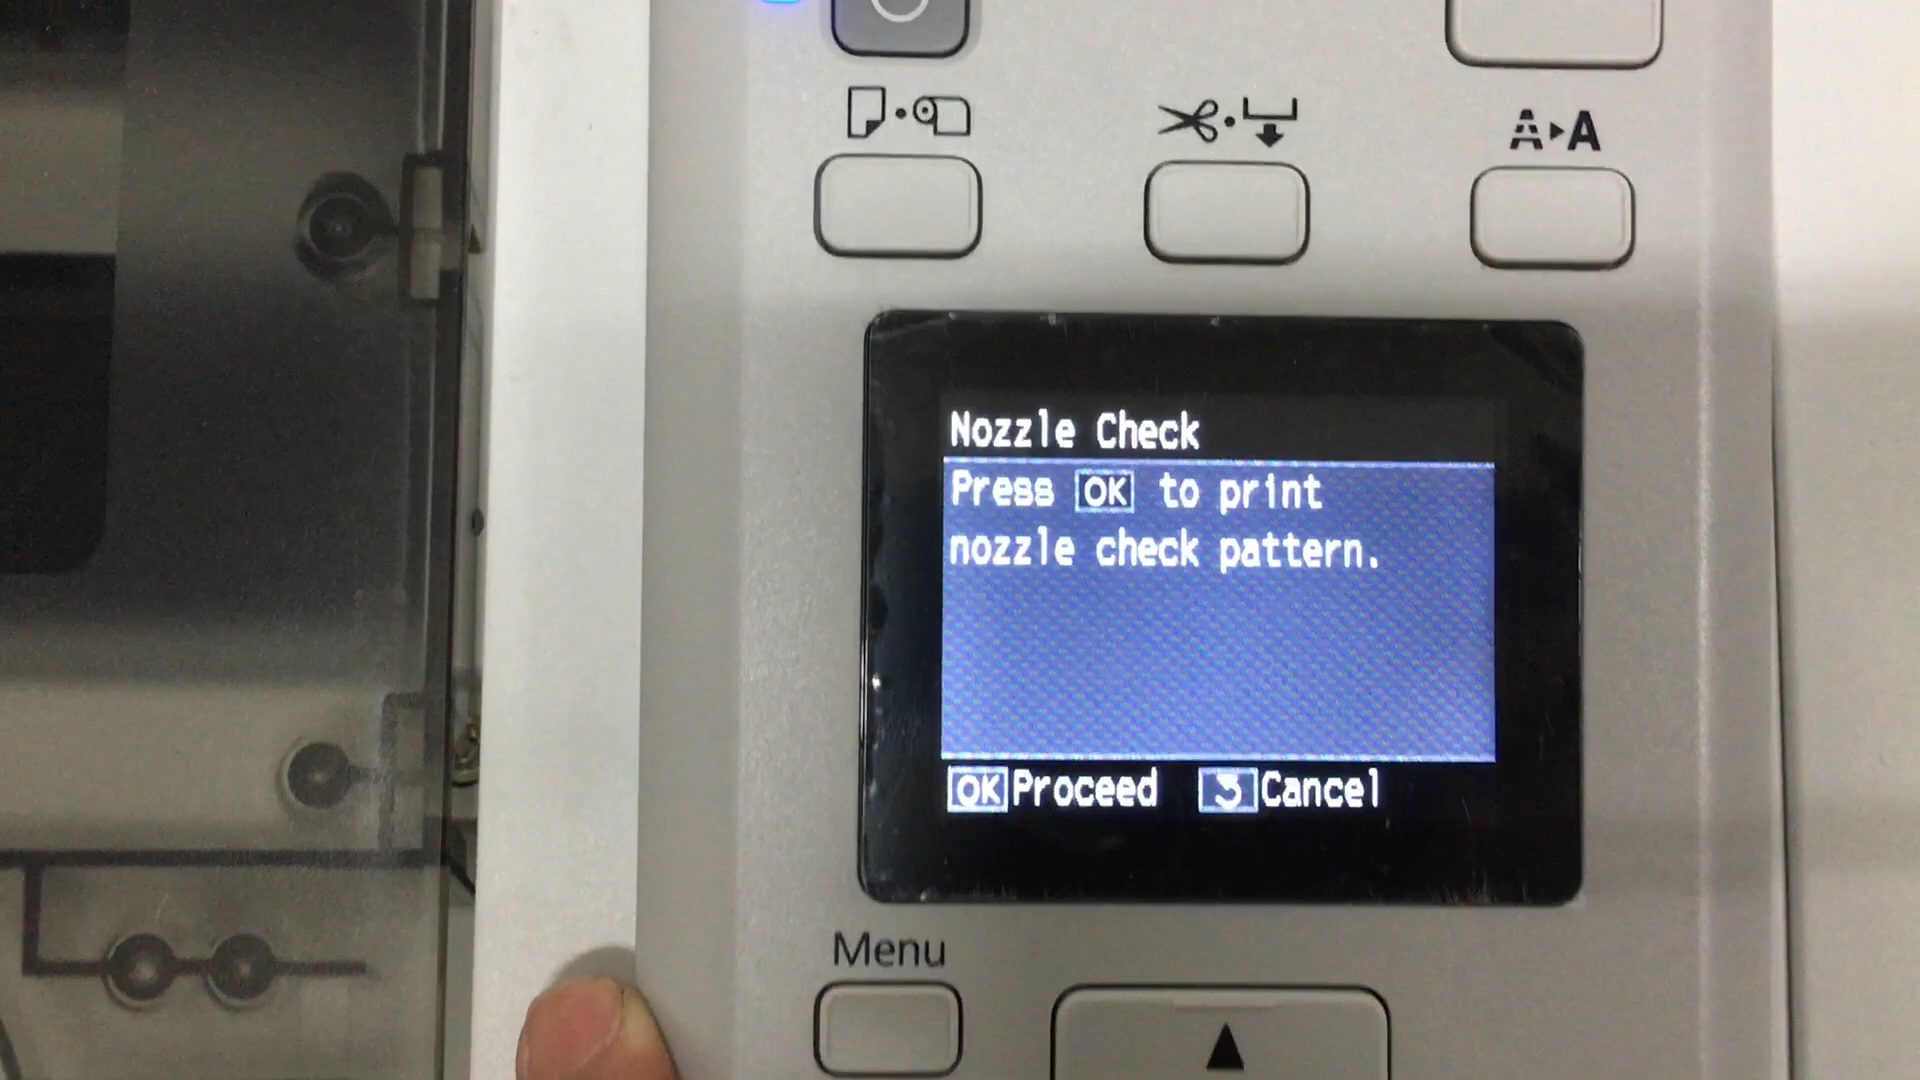 A▸A
Nozzle Check
Press OK to print
nozzle check pattern.
OK Proceed Cancel
Menu